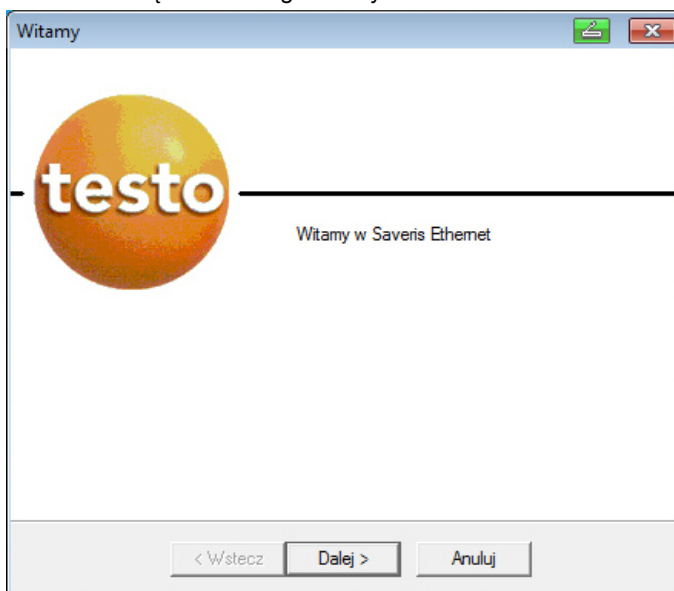 Witamy
testo
Witamy w Saveris Ethernet
< Wstecz
Dalej >
Anuluj